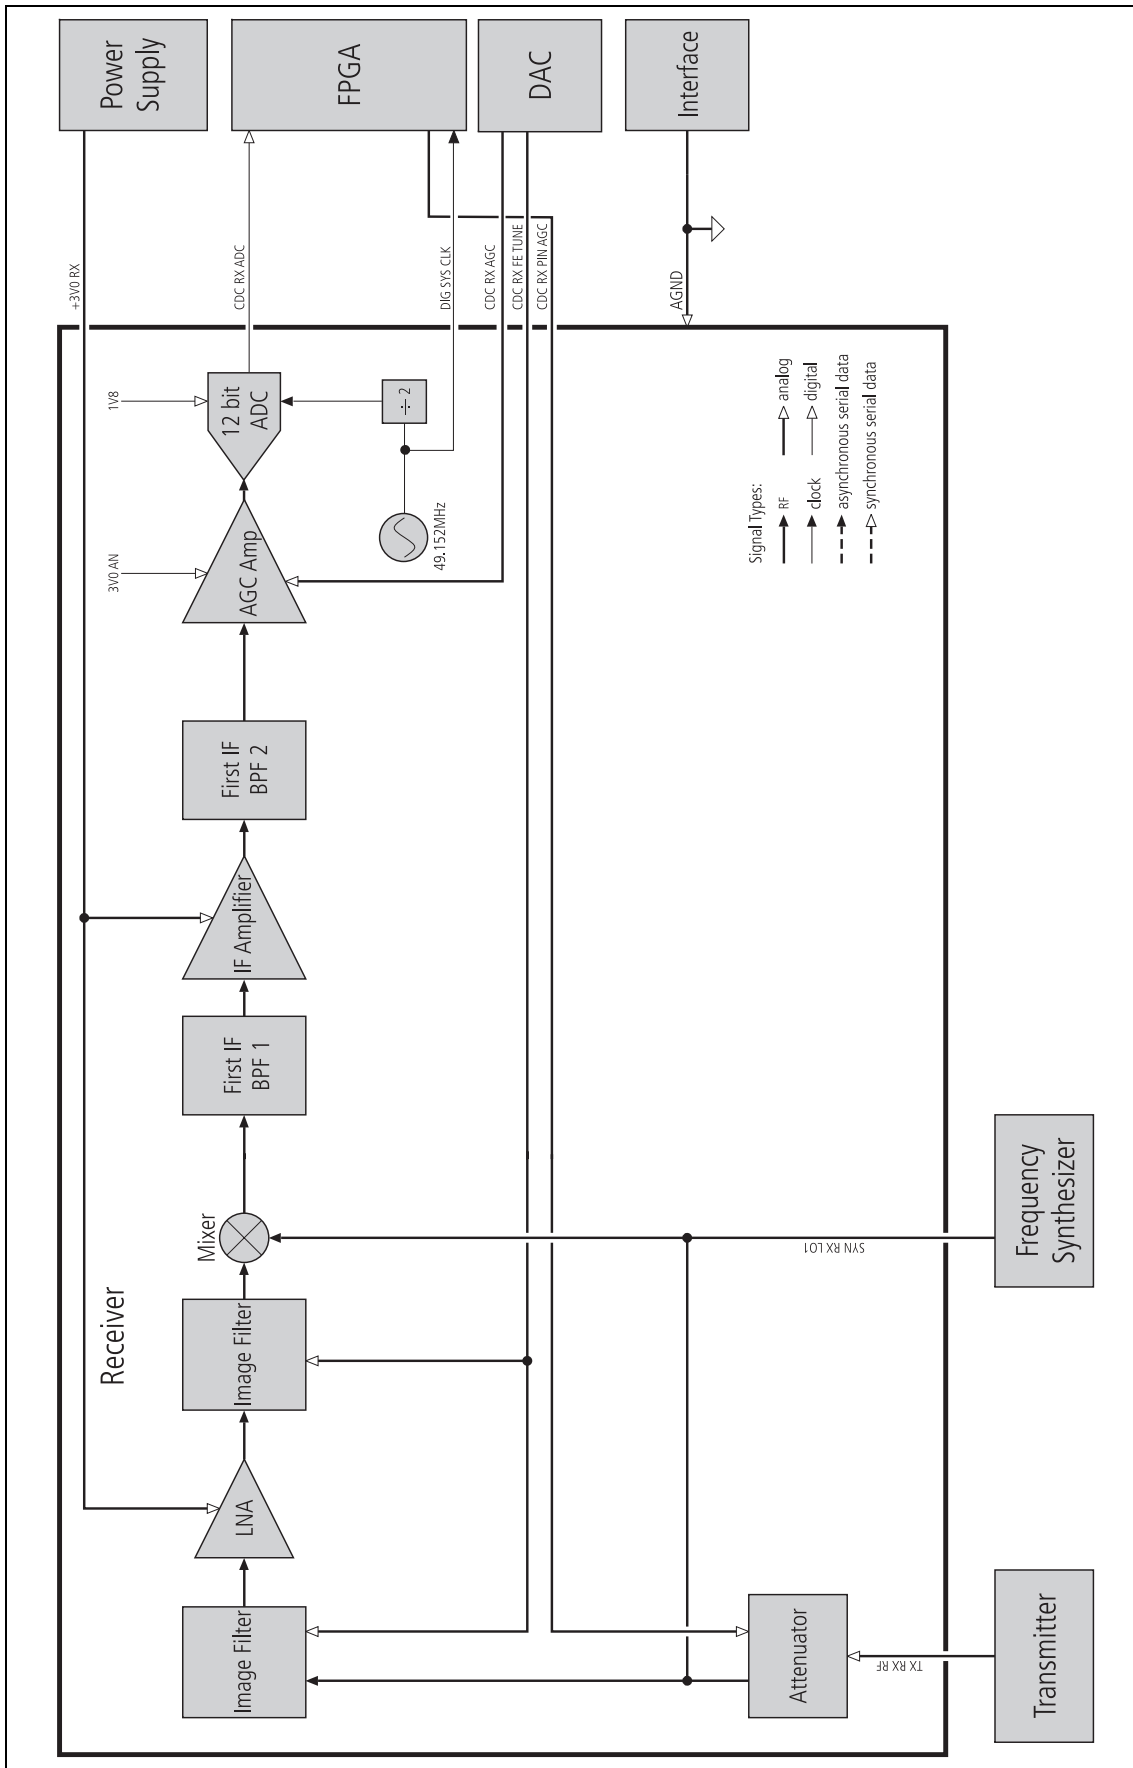 Power
Supply
FPGA
DAC
Interface
+3V0 RX
CDC RX ADC
DIG SYS CLK
CDC RX AGC
CDC RX FE TUNE
CDC RX PIN AGC
AGND
Receiver
Image Filter
LNA
Image Filter
Mixer
First IF
BPF 1
IF Amplifier
First IF
BPF 2
3V0 AN
AGC Amp
1V8
12 bit
ADC
÷ 2
49.152MHz
Signal Types:
RF
analog
clock
digital
asynchronous serial data
synchronous serial data
Attenuator
TX RX RF
Transmitter
SYN RX LO1
Frequency
Synthesizer